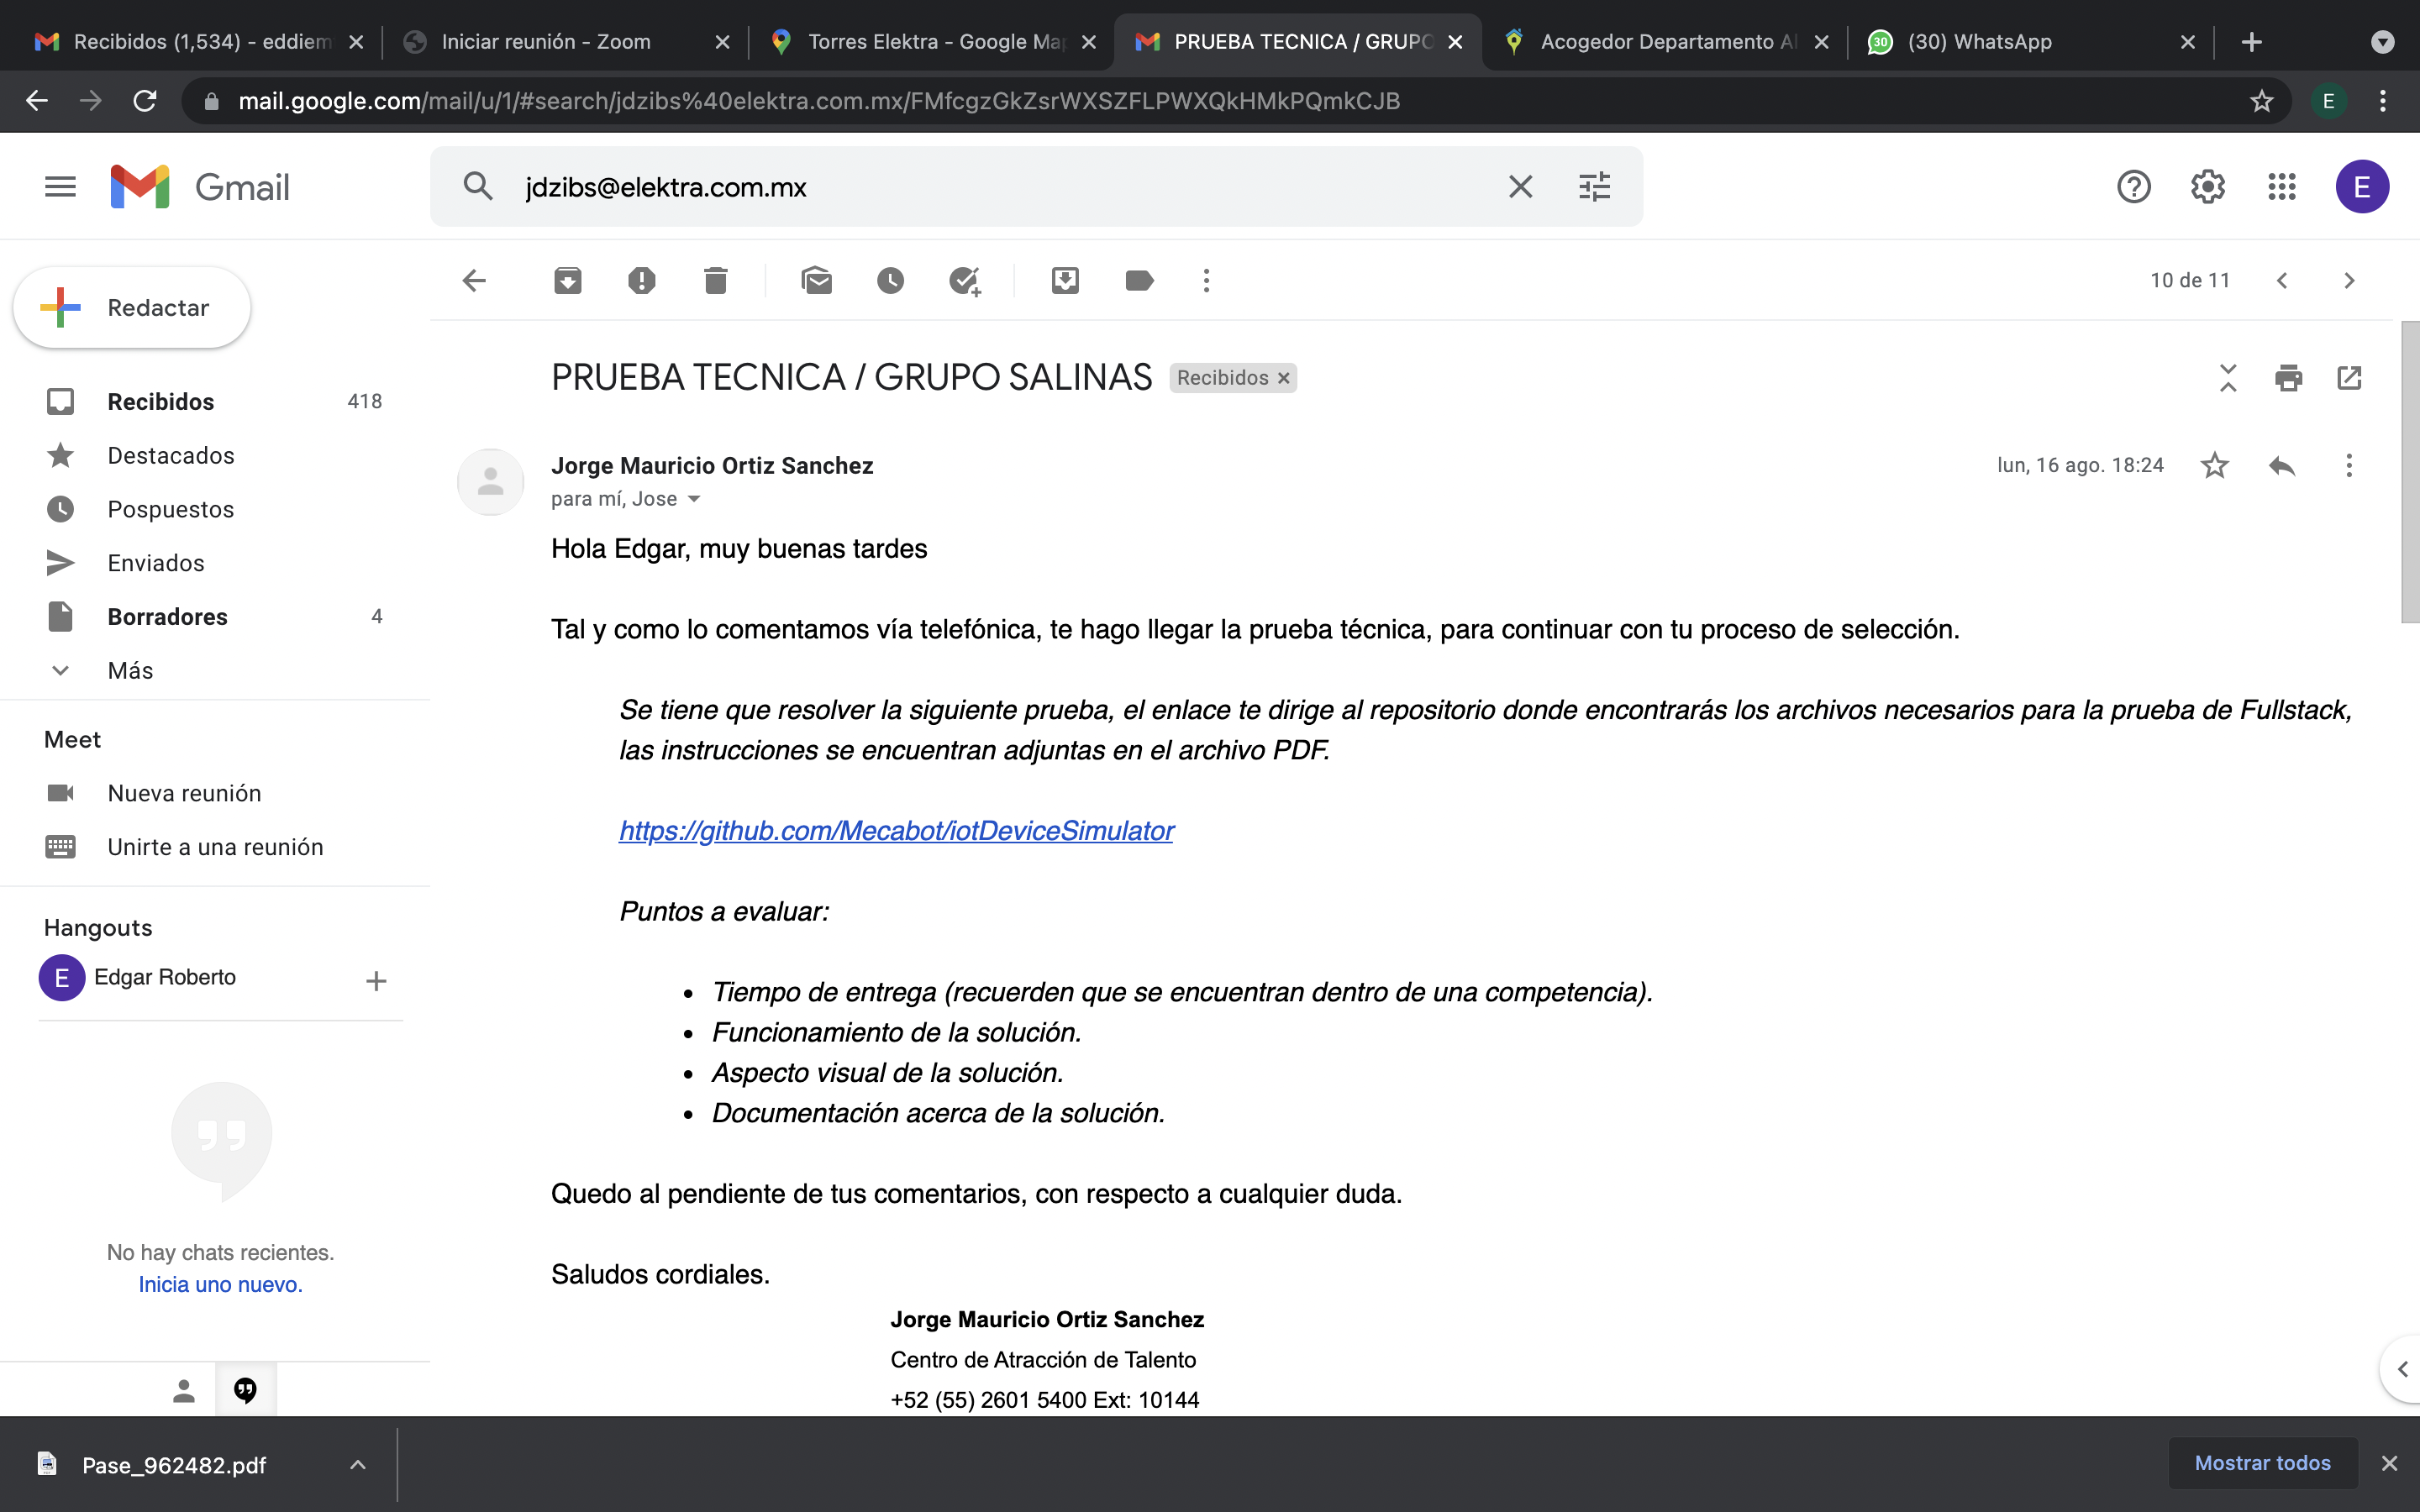 Recibidos (1,534) - eddiem
Iniciar reunión - Zoom
Torres Elektra - Google Ma
PRUEBA TECNICA / GRUPO
Acogedor Departamento Al
30
(30) WhatsApp
mail.google.com/mail/u/1/#search/jdzibs%40elektra.com.mx/FMfcgzGkZsrWXSZFLPWXQkHMkPQmkCJB
E
Gmail
jdzibs@elektra.com.mx
E
Redactar
10 de 11
Recibidos 418
Destacados
Pospuestos
Enviados
Borradores 4
Más
Meet
Nueva reunión
Unirte a una reunión
Hangouts
E Edgar Roberto
No hay chats recientes.
Inicia uno nuevo.
PRUEBA TECNICA / GRUPO SALINAS Recibidos
Jorge Mauricio Ortiz Sanchez
lun, 16 ago. 18:24
para mí, Jose
Hola Edgar, muy buenas tardes
Tal y como lo comentamos vía telefónica, te hago llegar la prueba técnica, para continuar con tu proceso de selección.
Se tiene que resolver la siguiente prueba, el enlace te dirige al repositorio donde encontrarás los archivos necesarios para la prueba de Fullstack,
las instrucciones se encuentran adjuntas en el archivo PDF.
https://github.com/Mecabot/iotDeviceSimulator
Puntos a evaluar:
• Tiempo de entrega (recuerden que se encuentran dentro de una competencia).
• Funcionamiento de la solución.
• Aspecto visual de la solución.
• Documentación acerca de la solución.
Quedo al pendiente de tus comentarios, con respecto a cualquier duda.
Saludos cordiales.
Jorge Mauricio Ortiz Sanchez
Centro de Atracción de Talento
+52 (55) 2601 5400 Ext: 10144
Pase_962482.pdf
Mostrar todos